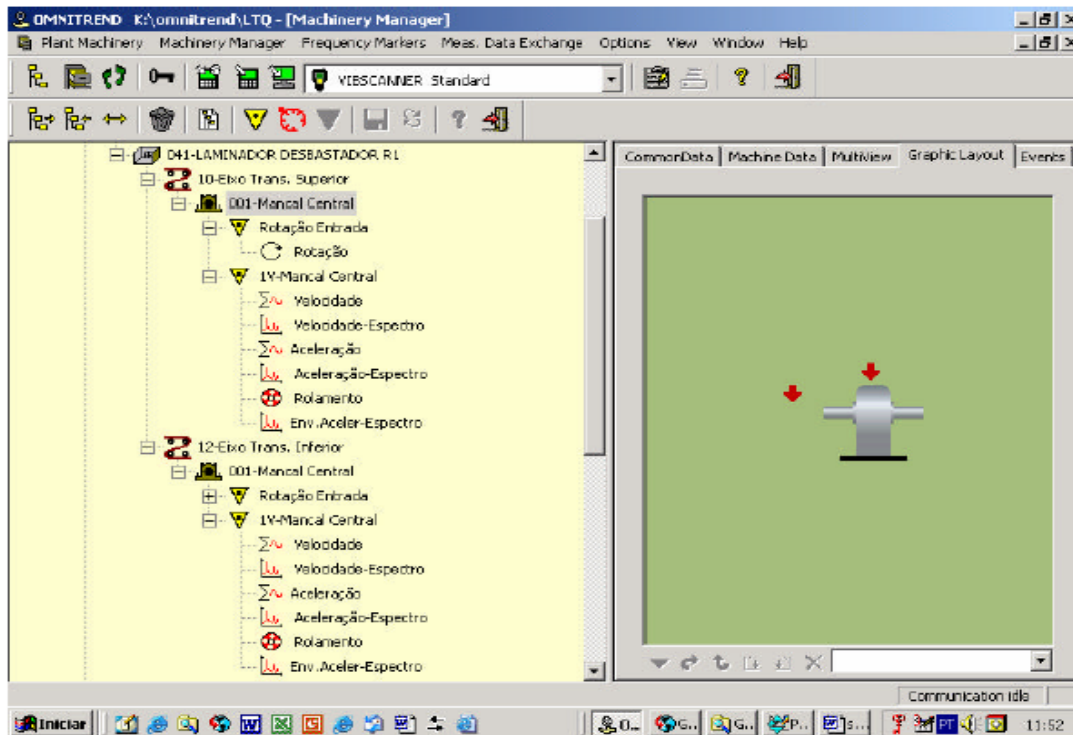 OMNITREND K:\omnitrend\LTQ - [Machinery Manager]
Plant Machinery Machinery Manager Frequency Markers Meas. Data Exchange Options View Window Help
VIBSCANNER Standard
041-LAMINADOR DESBASTADOR R1
10-Eixo Trans. Superior
001-Mancal Central
Rotação Entrada
Rotação
1V-Mancal Central
Velocidade
Velocidade-Espectro
Aceleração
Aceleração-Espectro
Rolamento
Env.Aceler-Espectro
12-Eixo Trans. Inferior
001-Mancal Central
Rotação Entrada
1V-Mancal Central
Velocidade
Velocidade-Espectro
Aceleração
Aceleração-Espectro
Rolamento
Env.Aceler-Espectro
CommonData Machine Data MultiView Graphic Layout Events
Communication idle
Iniciar O... G.. G.. P.. s... PT 11:52